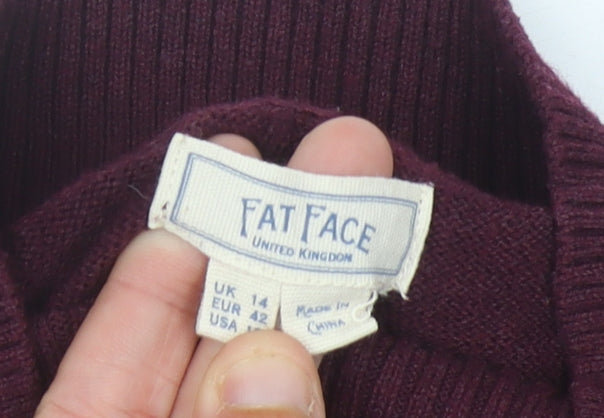 FAT FACE
UNITED KINGDOM
UK 14
EUR 42
USA
MADE IN
CHINA